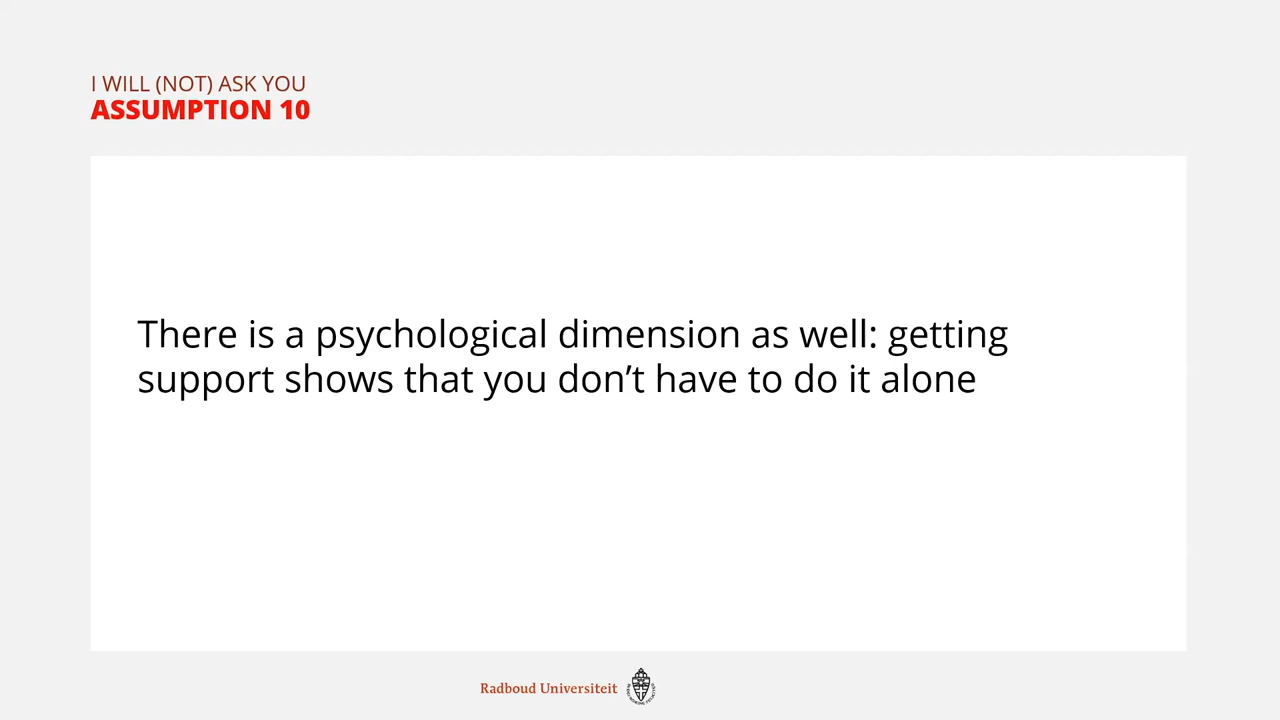 I WILL (NOT) ASK YOU
ASSUMPTION 10
There is a psychological dimension as well: getting
support shows that you don’t have to do it alone
Radboud Universiteit